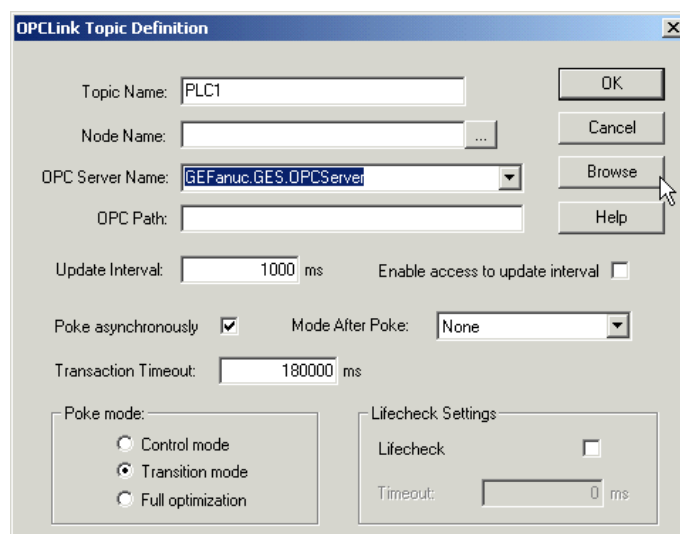 OPCLink Topic Definition
Topic Name: PLC1 OK
Node Name: ... Cancel
OPC Server Name: GEFanuc.GES.OPCServer Browse
OPC Path: Help
Update Interval: 1000 ms Enable access to update interval
Poke asynchronously Mode After Poke: None
Transaction Timeout: 180000 ms
Poke mode: Lifecheck Settings
Control mode Lifecheck
Transition mode
Full optimization Timeout: 0 ms